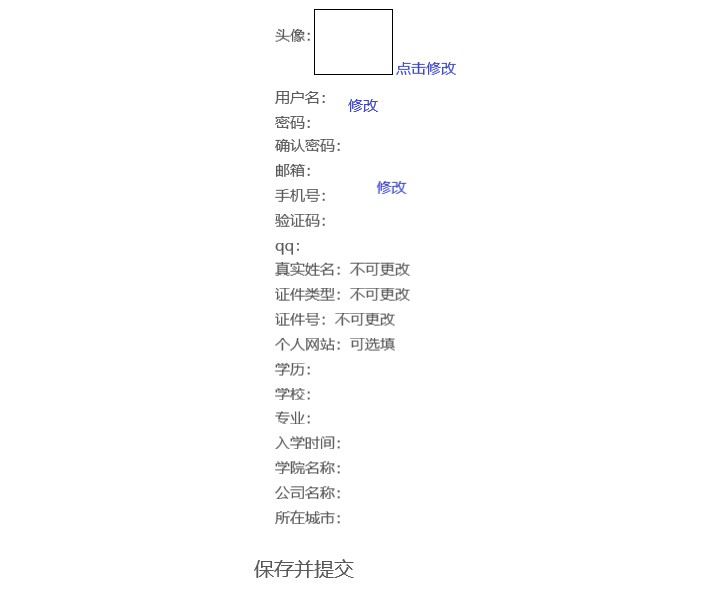 头像：
点击修改
用户名： 修改
密码：
确认密码：
邮箱：
手机号： 修改
验证码：
qq：
真实姓名：不可更改
证件类型：不可更改
证件号：不可更改
个人网站：可选填
学历：
学校：
专业：
入学时间：
学院名称：
公司名称：
所在城市：
保存并提交